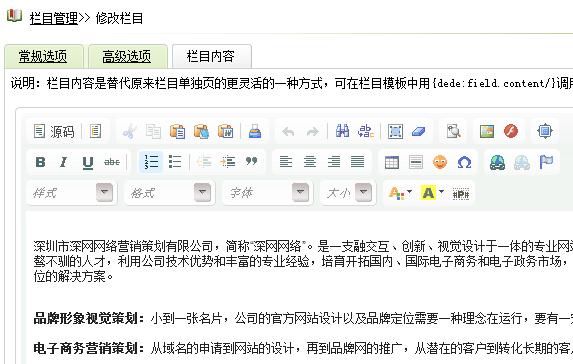 栏目管理>> 修改栏目
常规选项 高级选项 栏目内容
说明：栏目内容是替代原来栏目单独页的更灵活的一种方式，可在栏目模板中用{dede:field.content/}调用
源码
B I U abc
样式 格式 字体 大小 A A
深圳市深网网络营销策划有限公司，简称“深网网络”。是一支融交互、创新、视觉设计于一体的专业网站
骜不驯的人才，利用公司技术优势和丰富的专业经验，培育开拓国内、国际电子商务和电子政务市场，
位的解决方案。
品牌形象视觉策划：小到一张名片，公司的官方网站设计以及品牌定位需要一种理念在运行，要有一完
电子商务营销策划：从域名的申请到网站的设计，再到品牌网的推广，从潜在的客户到转化长期的客